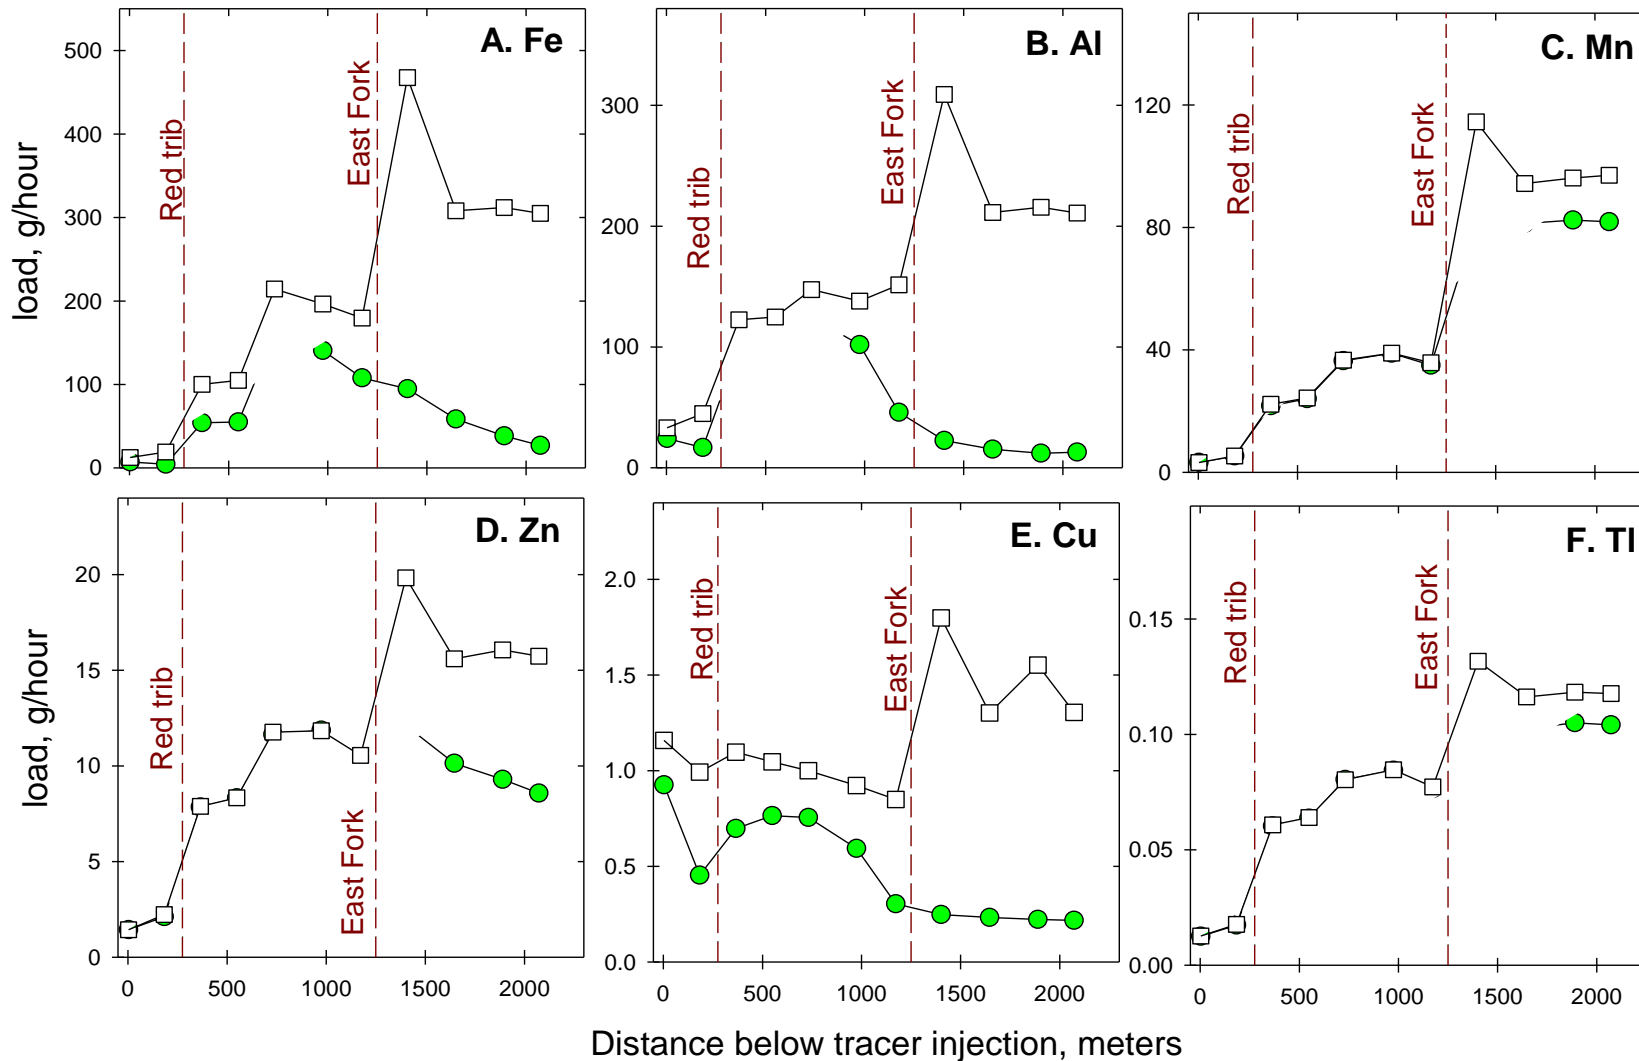 A. Fe
500
400
300
200
100
0
load, g/hour
Red trib
East Fork
B. Al
300
200
100
0
Red trib
East Fork
C. Mn
120
80
40
0
Red trib
East Fork
D. Zn
20
15
10
5
0
load, g/hour
Red trib
East Fork
0 500 1000 1500 2000
E. Cu
2.0
1.5
1.0
0.5
0.0
Red trib
East Fork
0 500 1000 1500 2000
F. Tl
0.15
0.10
0.05
0.00
Red trib
East Fork
0 500 1000 1500 2000
Distance below tracer injection, meters